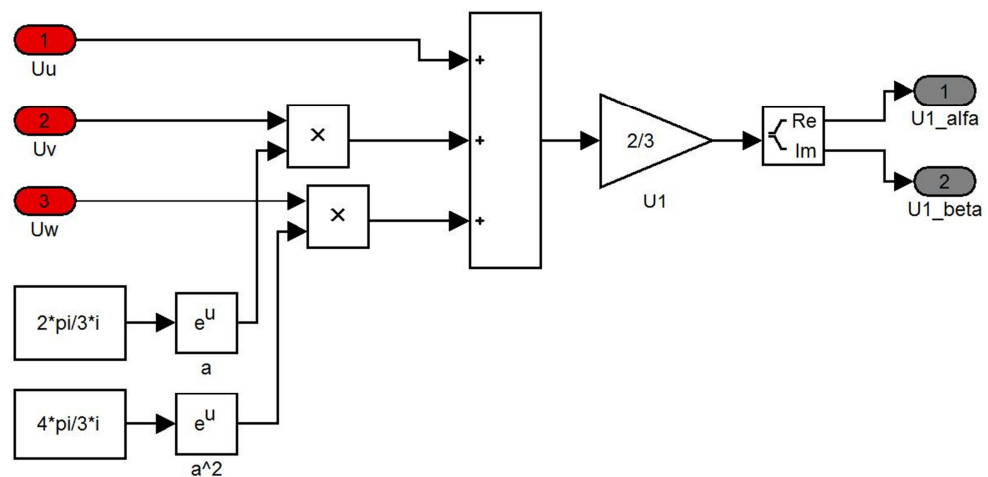 1
Uu
+
2
Uv
×
+
3
Uw
×
+
2/3
U1
Re
Im
1
U1_alfa
2
U1_beta
2*pi/3*i
e^u
a
4*pi/3*i
e^u
a^2